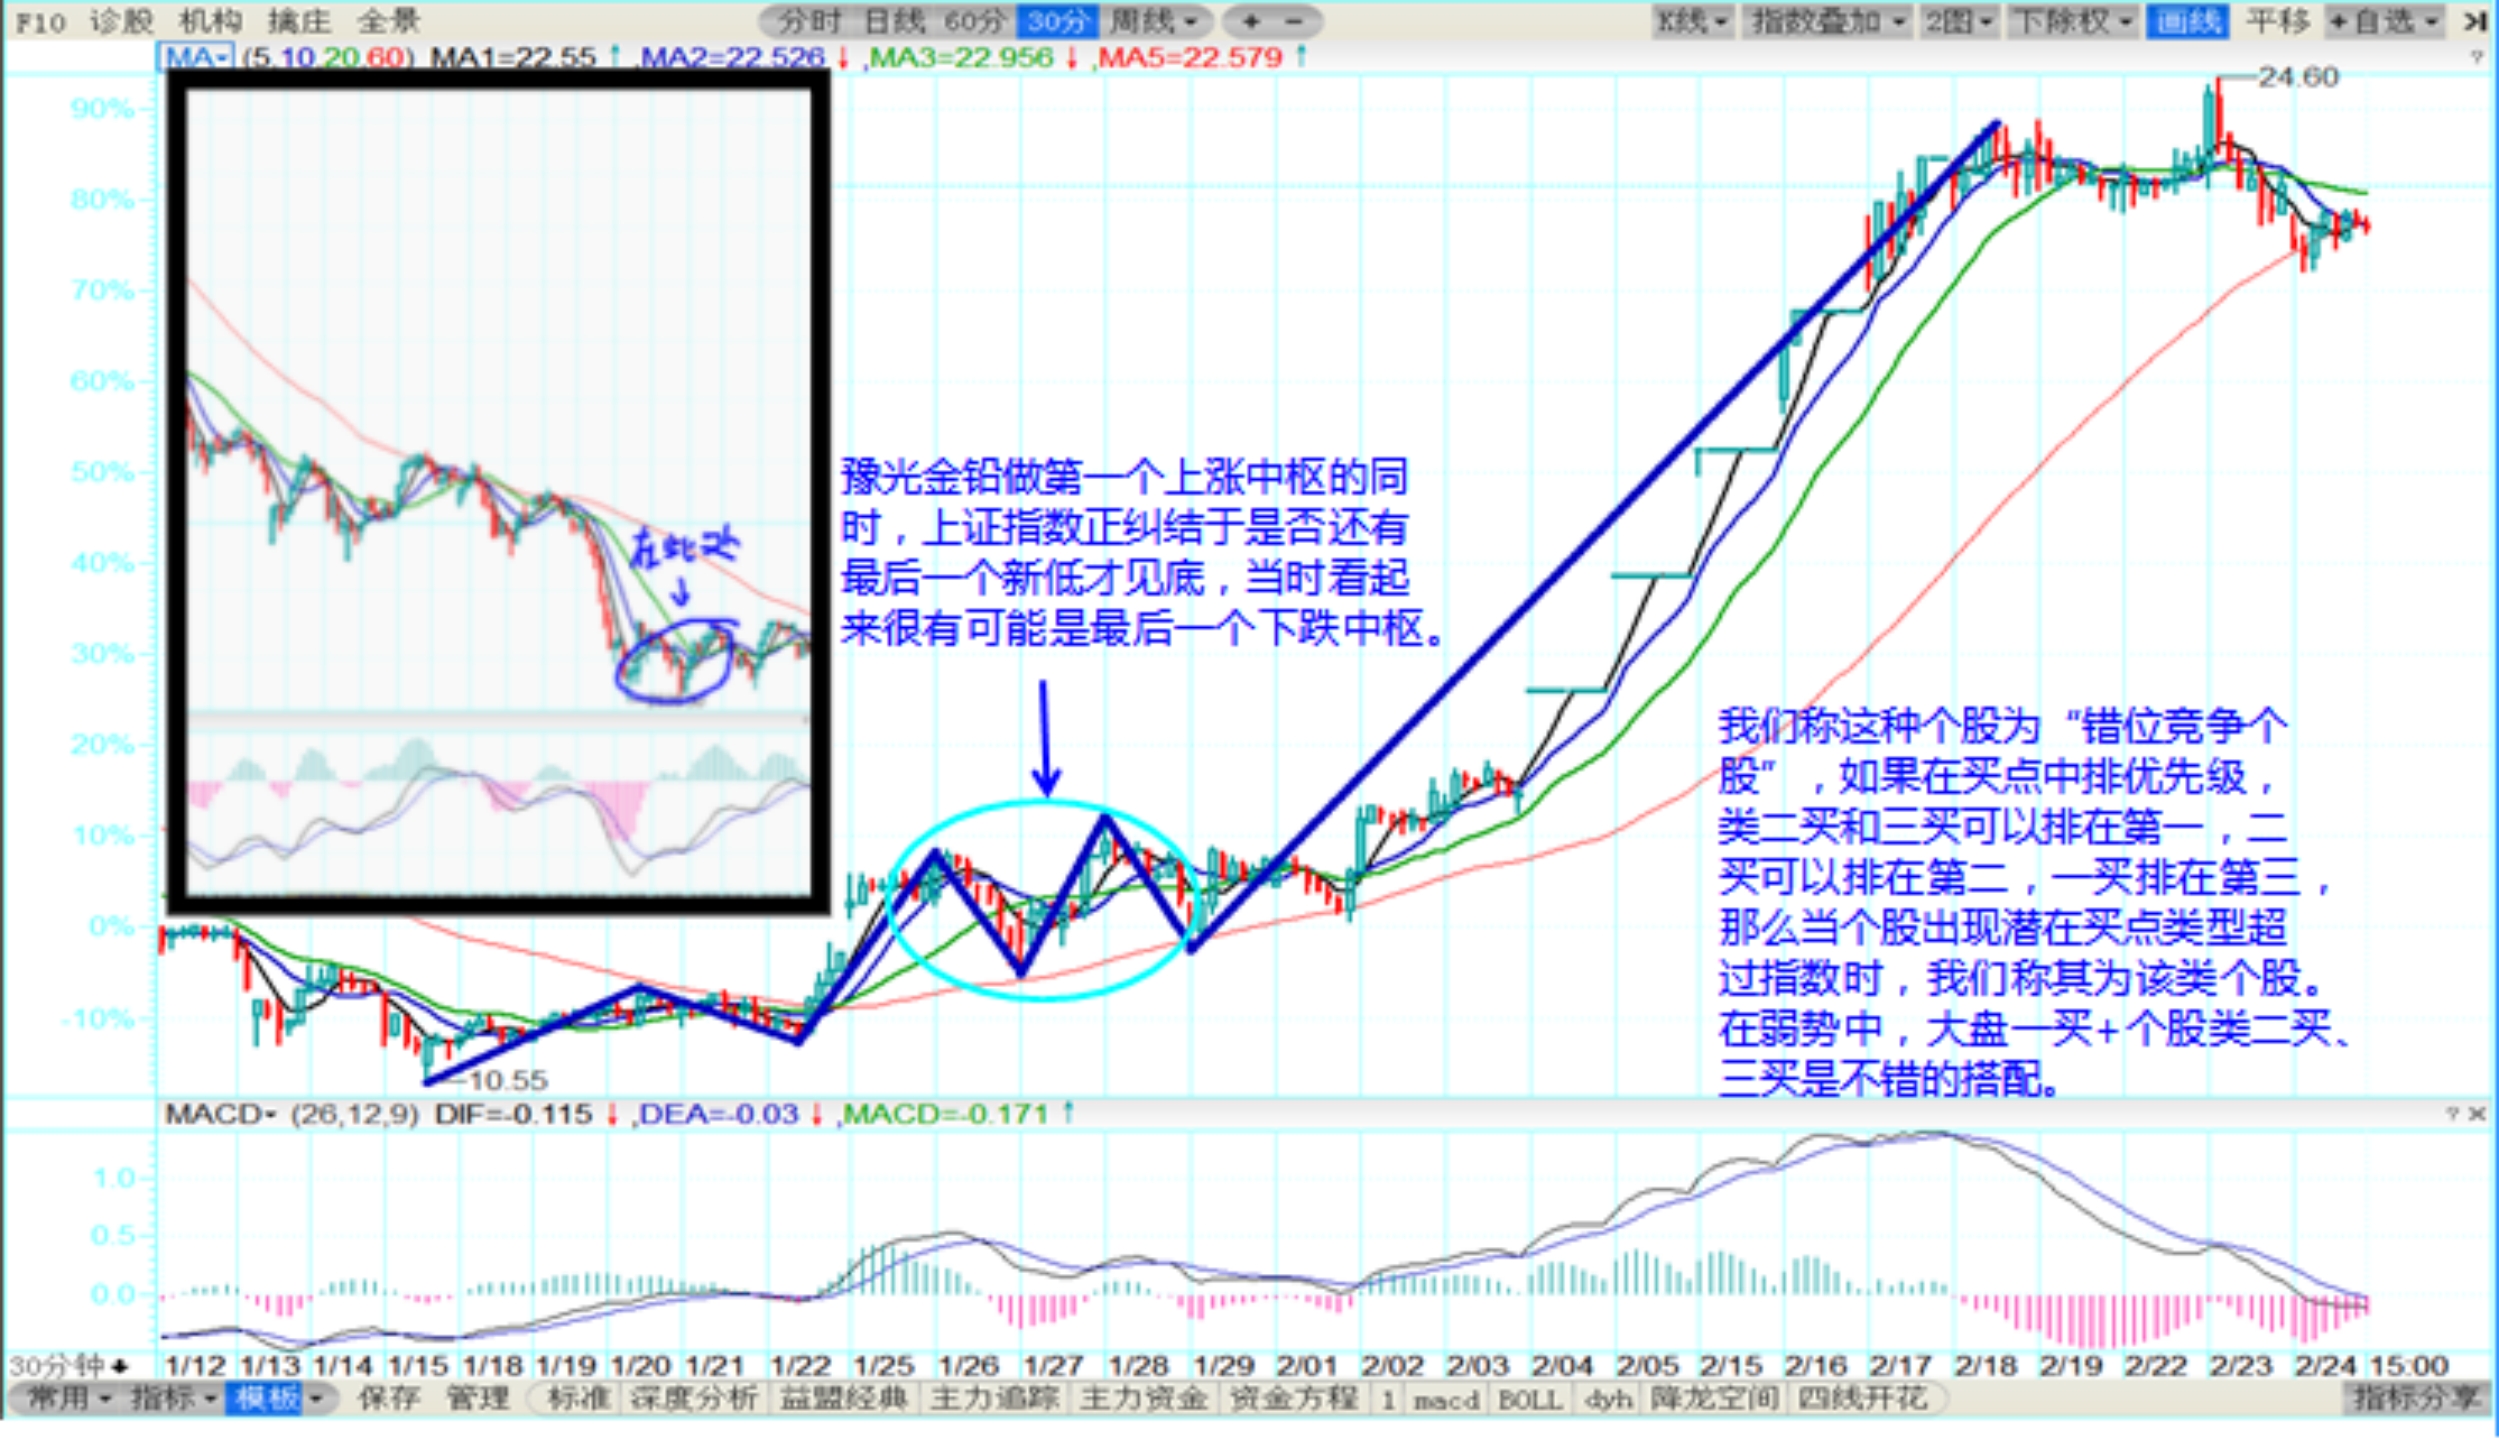 F10 诊股 机构 擒庄 全景 分时 日线 60分 30分 周线 + - K线 指数叠加 2图 下除权 画线 平移 +自选
MA (5,10,20,60) MA1=22.55 ↑ ,MA2=22.526 ↓ ,MA3=22.956 ↓ ,MA5=22.579 ↑ ?
24.60
90%
80%
70%
60%
50%
40%
30%
20%
10%
0%
-10%
在此处
豫光金铅做第一个上涨中枢的同
时，上证指数正纠结于是否还有
最后一个新低才见底，当时看起
来很有可能是最后一个下跌中枢。
我们称这种个股为“错位竞争个
股”，如果在买点中排优先级，
类二买和三买可以排在第一，二
买可以排在第二，一买排在第三，
那么当个股出现潜在买点类型超
过指数时，我们称其为该类个股。
在弱势中，大盘一买+个股类二买、
三买是不错的搭配。
10.55
MACD (26,12,9) DIF=-0.115 ↓ ,DEA=-0.03 ↓ ,MACD=-0.171 ↑ ? ×
1.0
0.5
0.0
30分钟 1/12 1/13 1/14 1/15 1/18 1/19 1/20 1/21 1/22 1/25 1/26 1/27 1/28 1/29 2/01 2/02 2/03 2/04 2/05 2/15 2/16 2/17 2/18 2/19 2/22 2/23 2/24 15:00
常用 指标 模板 保存 管理 标准 深度分析 益盟经典 主力追踪 主力资金 资金方程 1 macd BOLL dyh 降龙空间 四线开花 指标分享